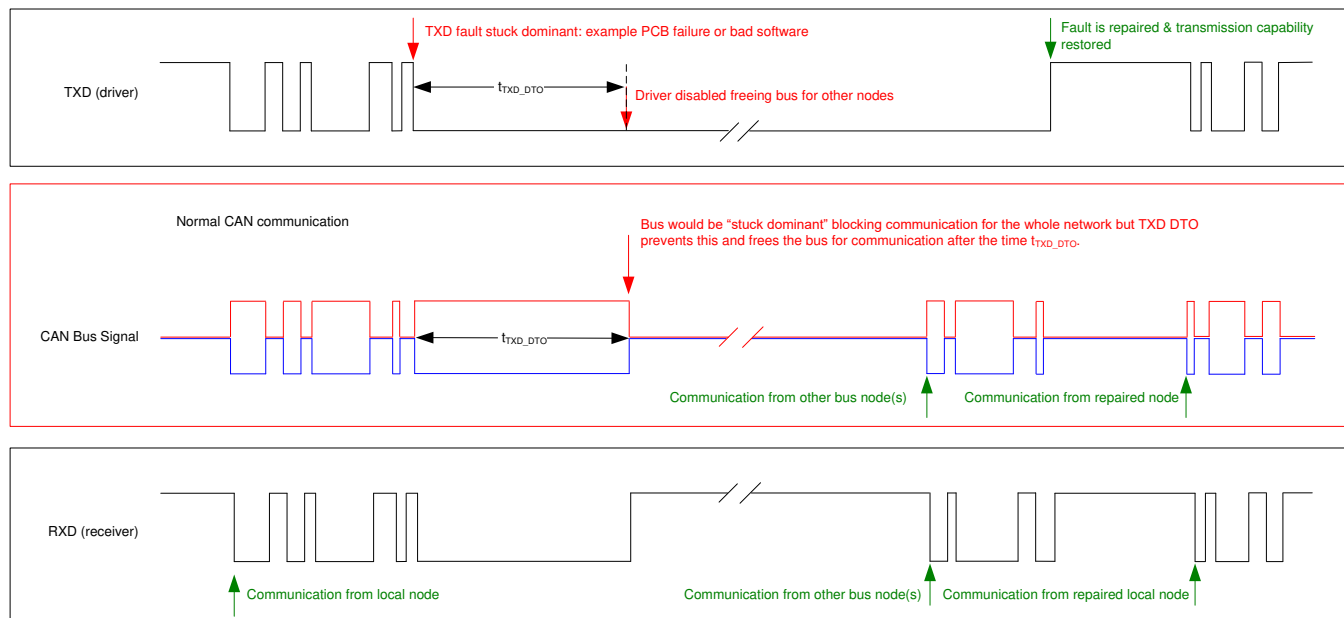 TXD fault stuck dominant: example PCB failure or bad software
Fault is repaired & transmission capability
restored
TXD (driver)
tTXD_DTO
Driver disabled freeing bus for other nodes
Normal CAN communication
Bus would be “stuck dominant” blocking communication for the whole network but TXD DTO
prevents this and frees the bus for communication after the time tTXD_DTO.
CAN Bus Signal
tTXD_DTO
Communication from other bus node(s)
Communication from repaired node
RXD (receiver)
Communication from local node
Communication from other bus node(s)
Communication from repaired local node